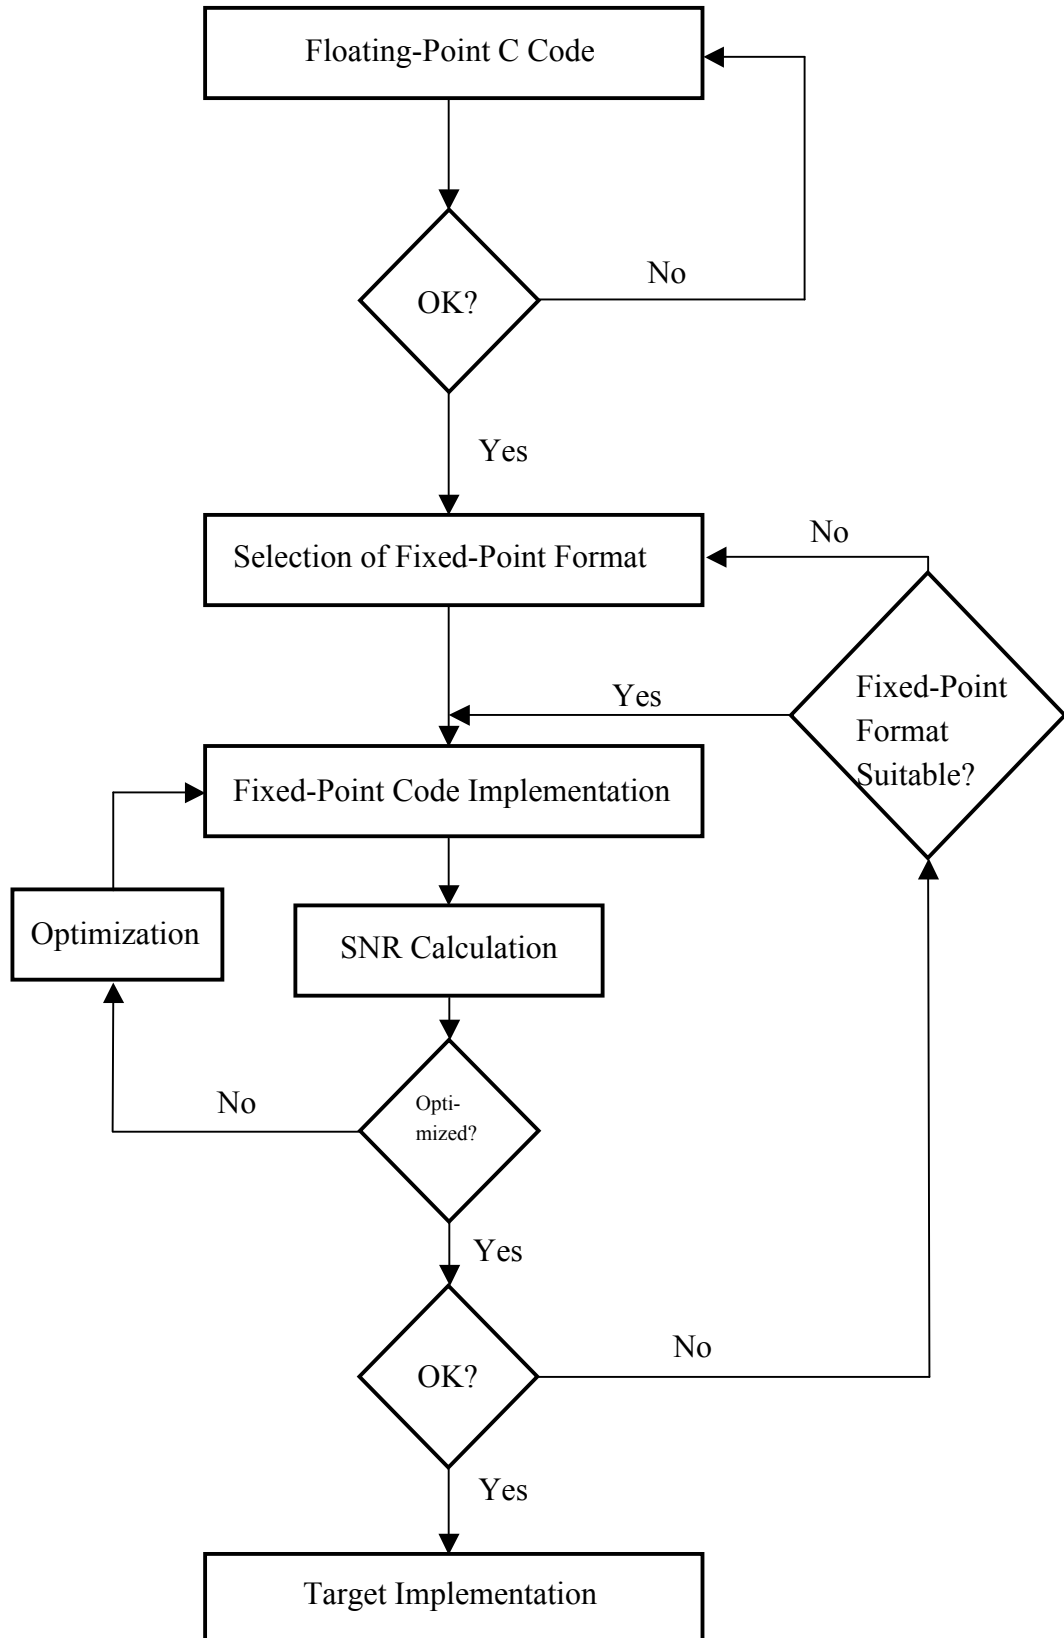 Floating-Point C Code
OK?
No
Yes
Selection of Fixed-Point Format
No
Yes
Fixed-Point
Format
Suitable?
Fixed-Point Code Implementation
Optimization
SNR Calculation
No
Opti-
mized?
Yes
OK?
No
Yes
Target Implementation